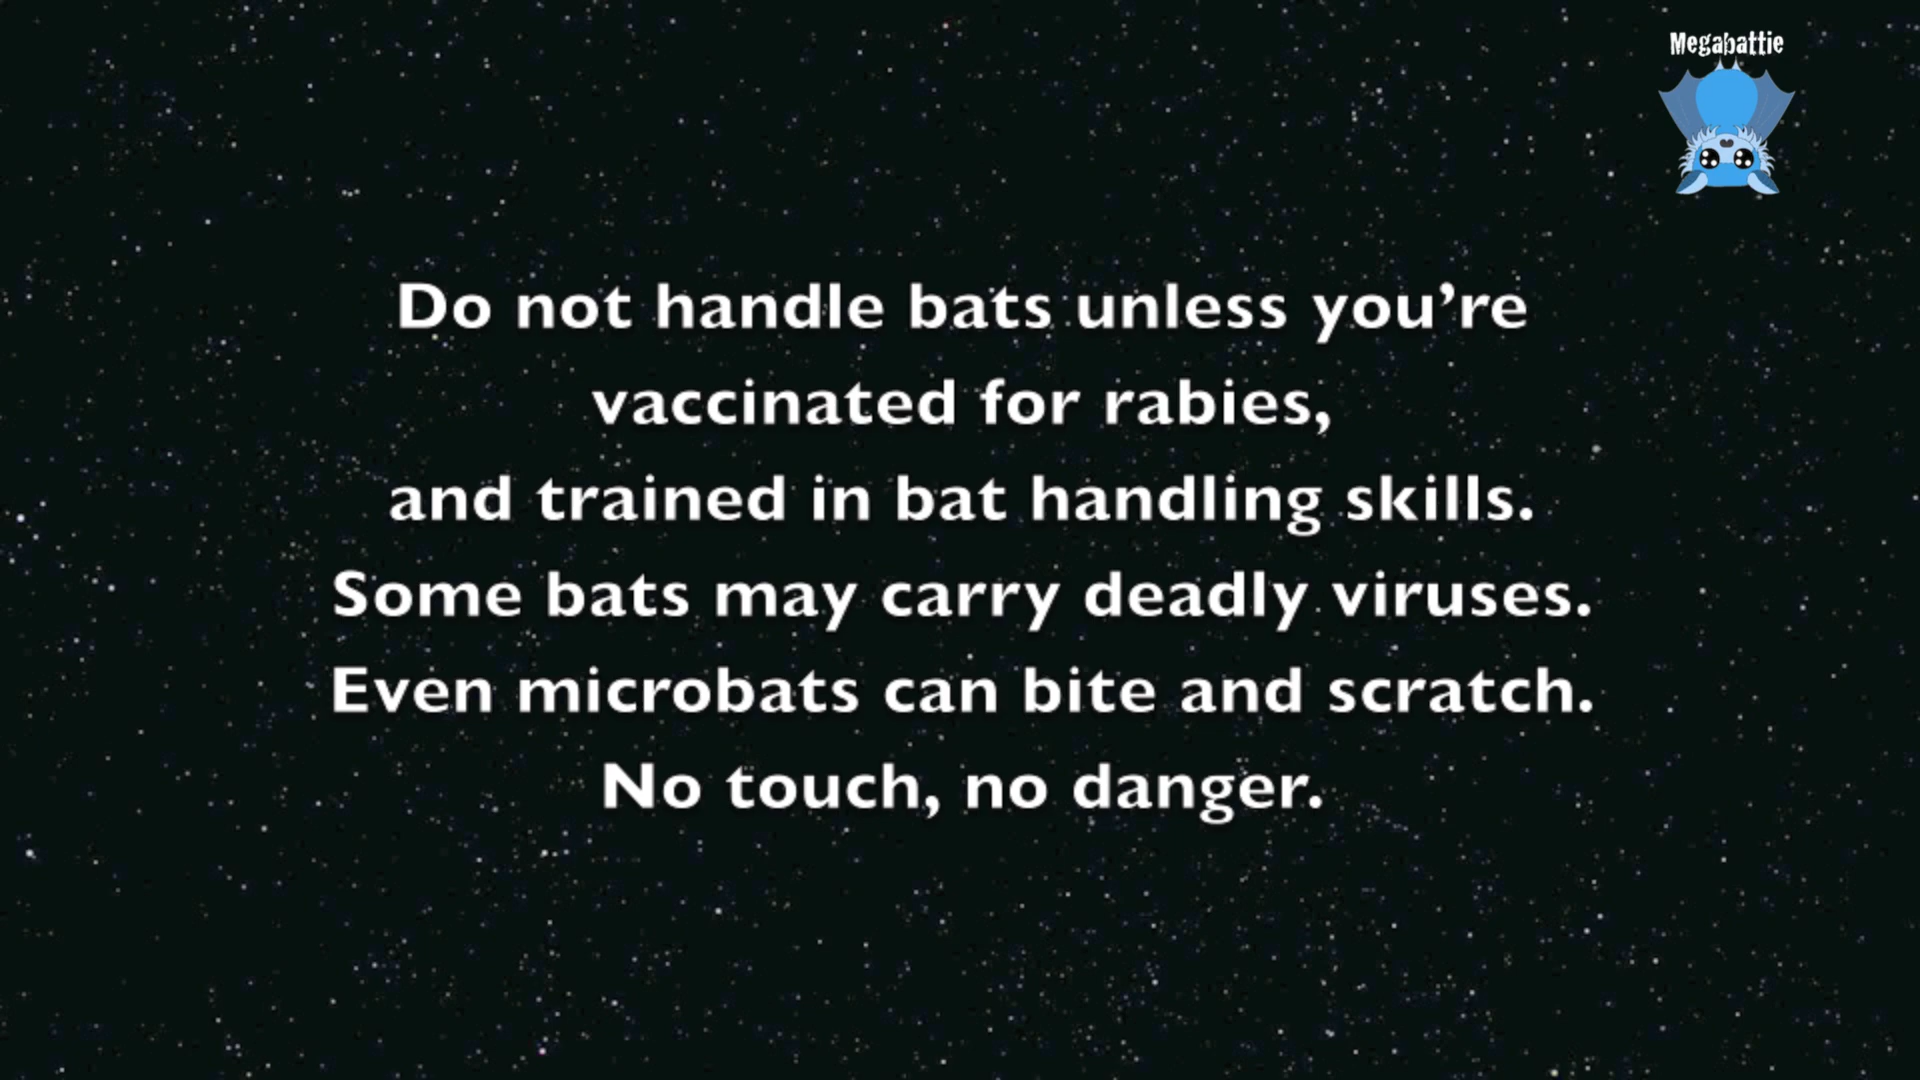 Megabattie
Do not handle bats unless you’re
vaccinated for rabies,
and trained in bat handling skills.
Some bats may carry deadly viruses.
Even microbats can bite and scratch.
No touch, no danger.